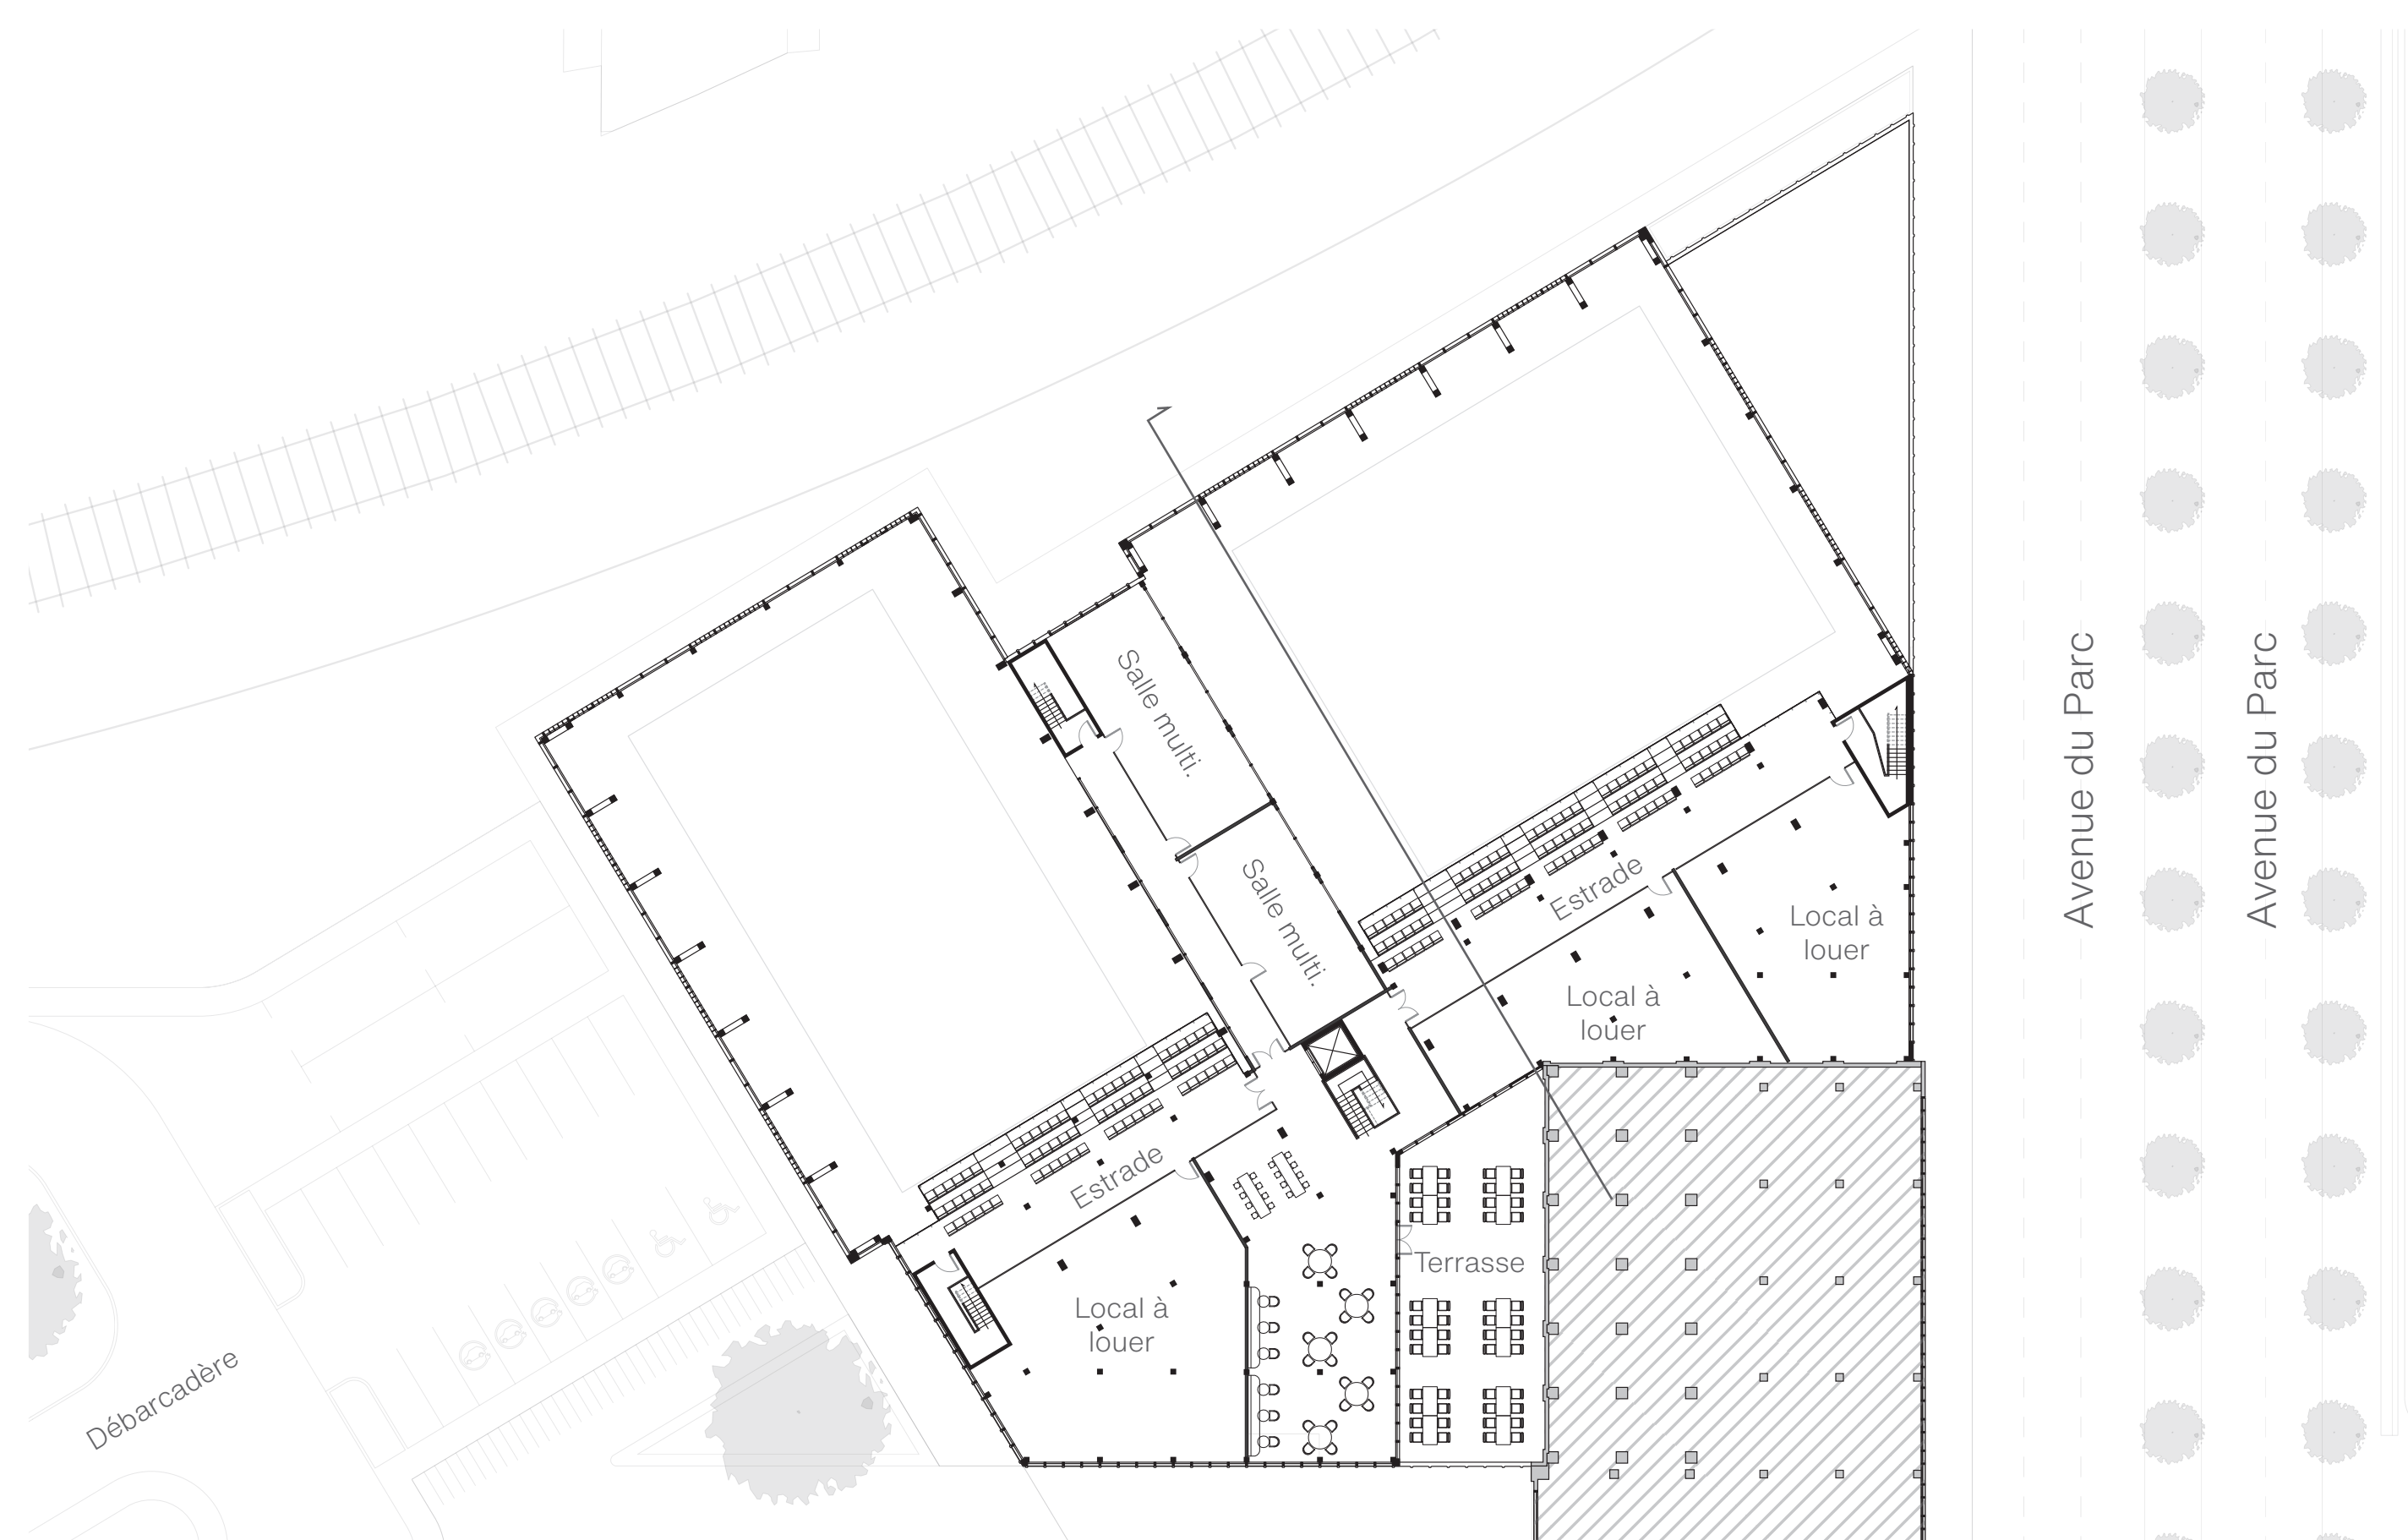 Salle multi.
Salle multi.
Estrade
Local à
louer
Local à
louer
Estrade
Local à
louer
Terrasse
Débarcadère
Avenue du Parc
Avenue du Parc